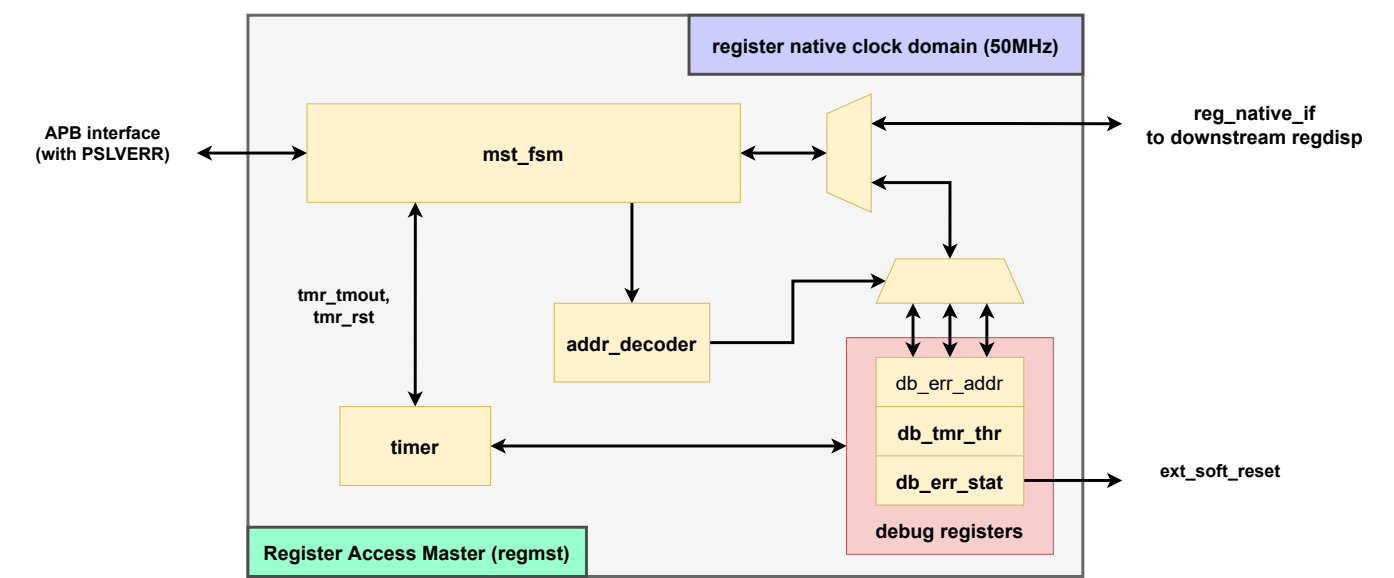 register native clock domain (50MHz)
APB interface
(with PSLVERR)
mst_fsm
reg_native_if
to downstream regdisp
tmr_tmout,
tmr_rst
addr_decoder
timer
db_err_addr
db_tmr_thr
db_err_stat
debug registers
ext_soft_reset
Register Access Master (regmst)